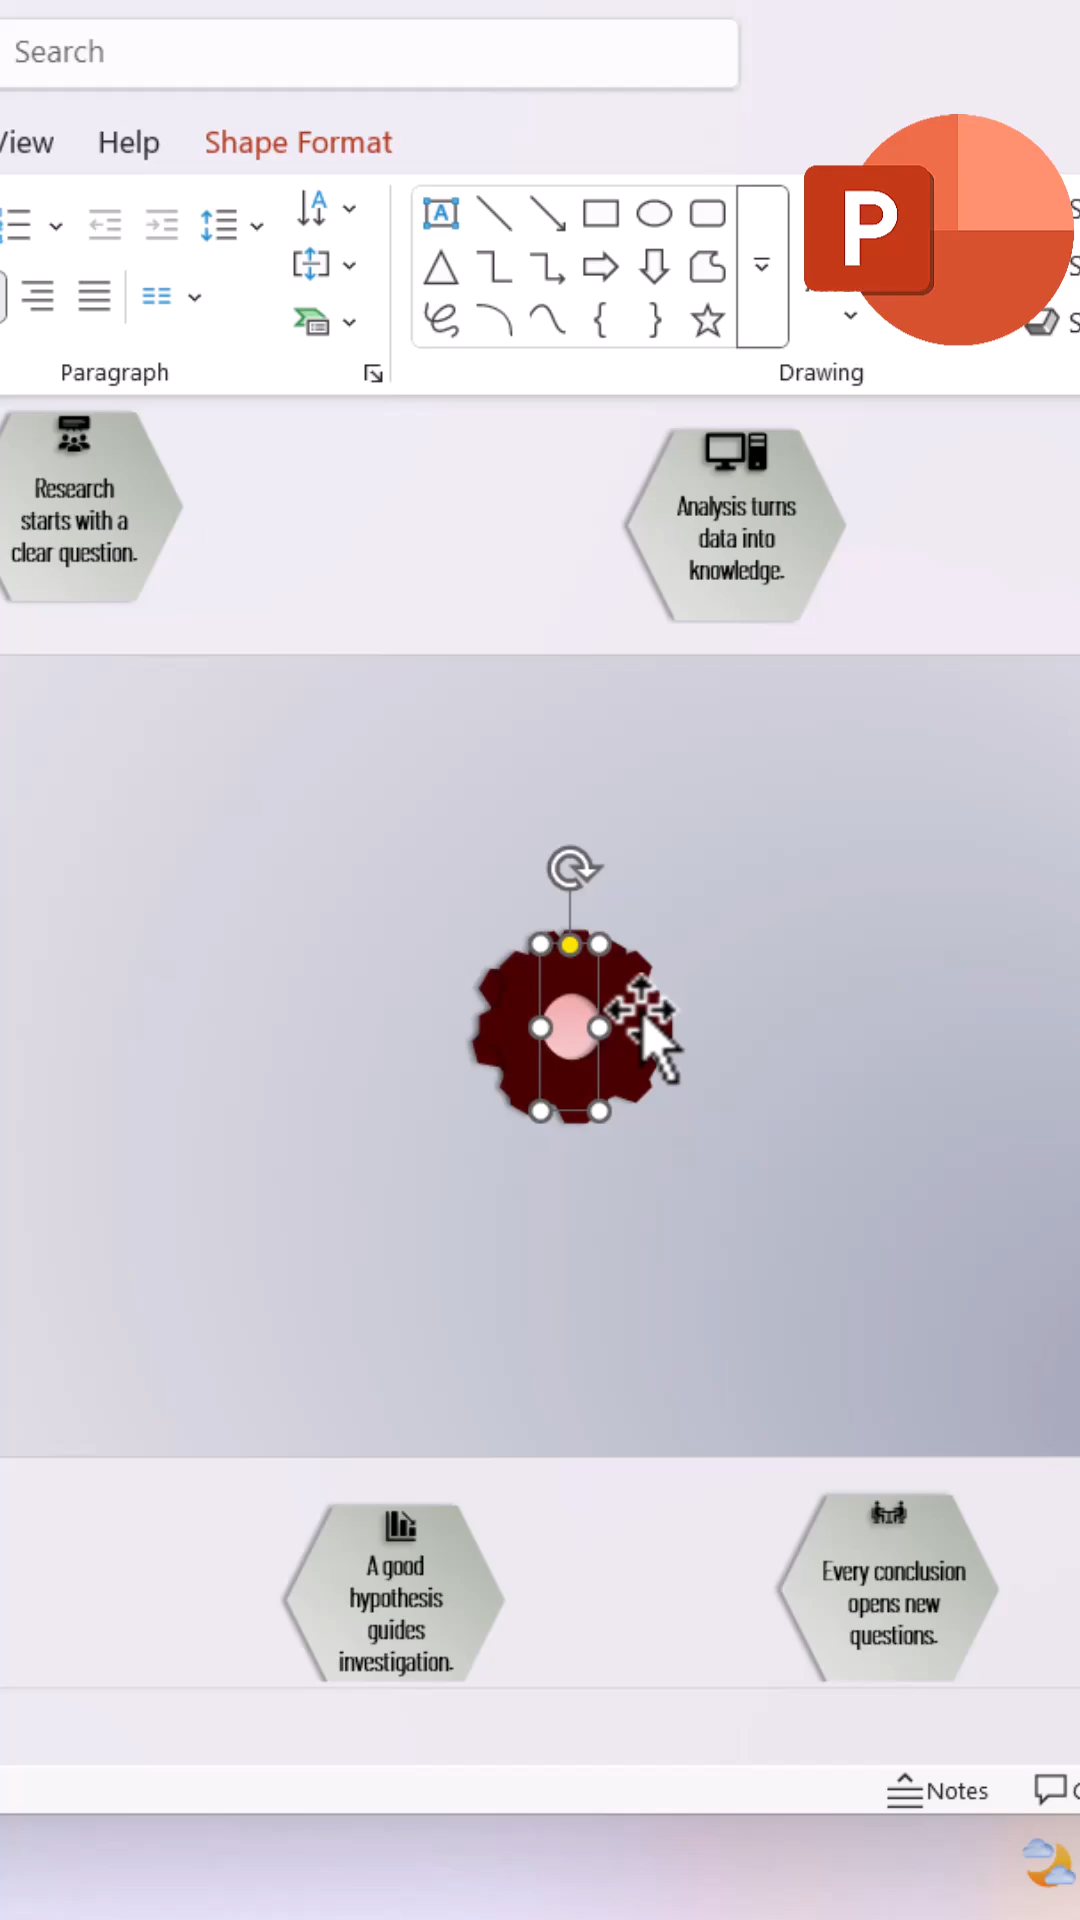 Search
View
Help
Shape Format
A
A
P
Paragraph
Drawing
Research
starts with a
clear question.
Analysis turns
data into
knowledge.
A good
hypothesis
guides
investigation.
Every conclusion
opens new
questions.
Notes